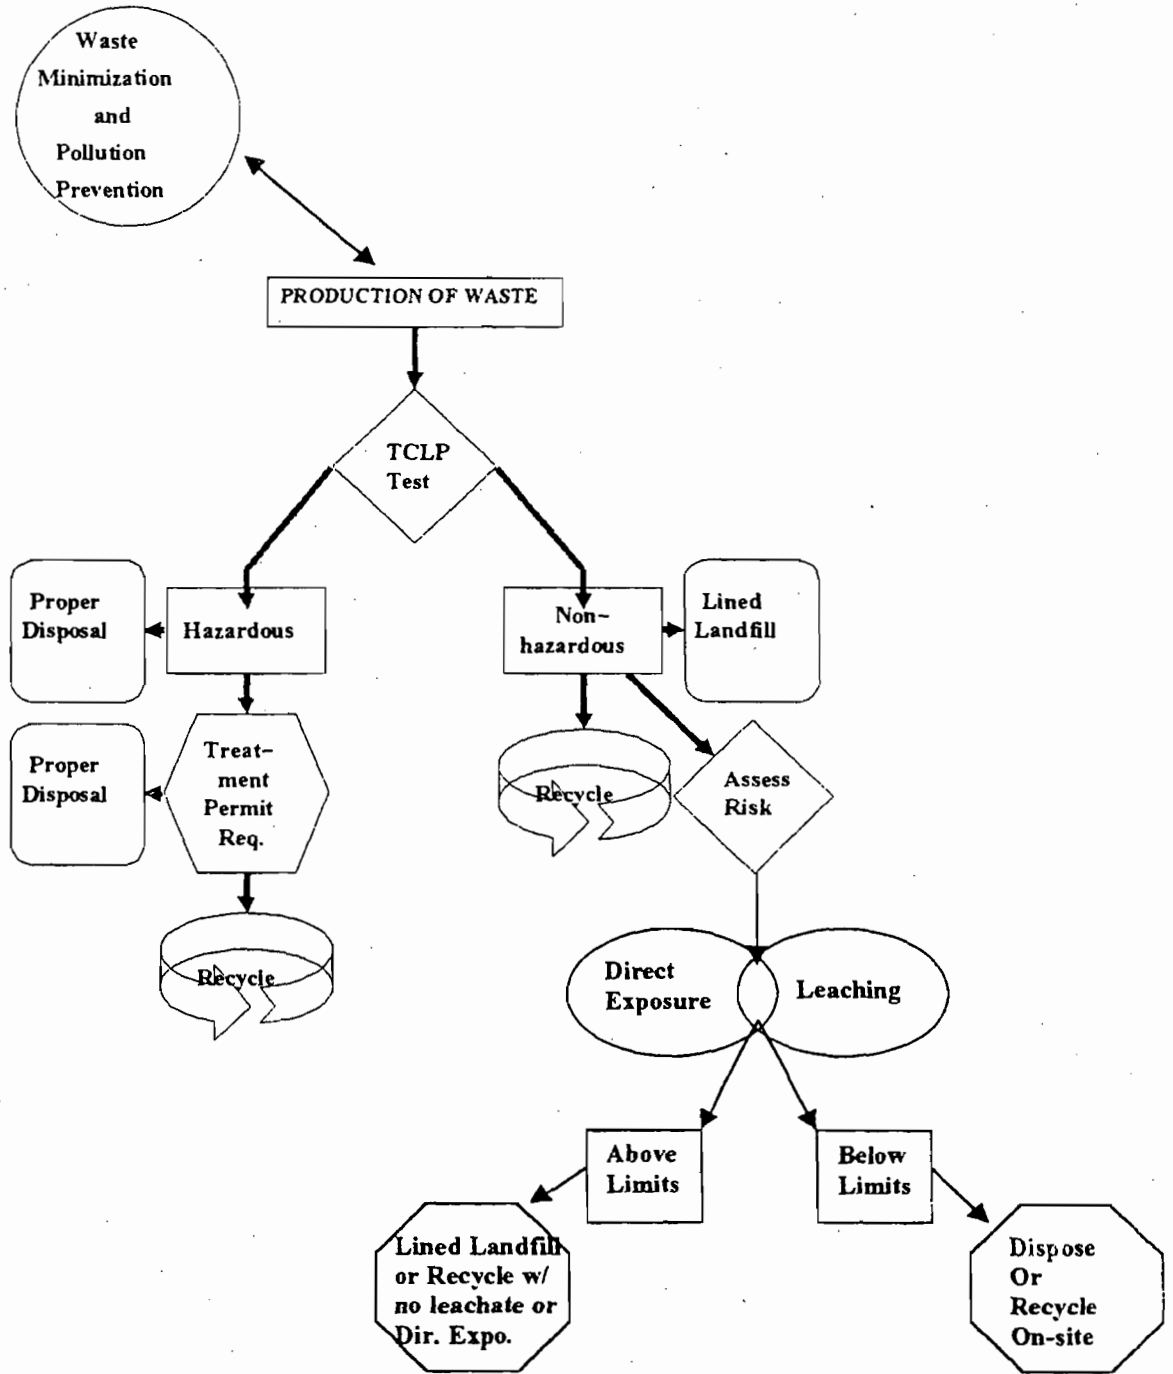 Waste
Minimization
and
Pollution
Prevention
PRODUCTION OF WASTE
TCLP
Test
Proper
Disposal
Hazardous
Non-
hazardous
Lined
Landfill
Proper
Disposal
Treat-
ment
Permit
Req.
Recycle
Assess
Risk
Recycle
Direct
Exposure
Leaching
Above
Limits
Below
Limits
Lined Landfill
or Recycle w/
no leachate or
Dir. Expo.
Dispose
Or
Recycle
On-site